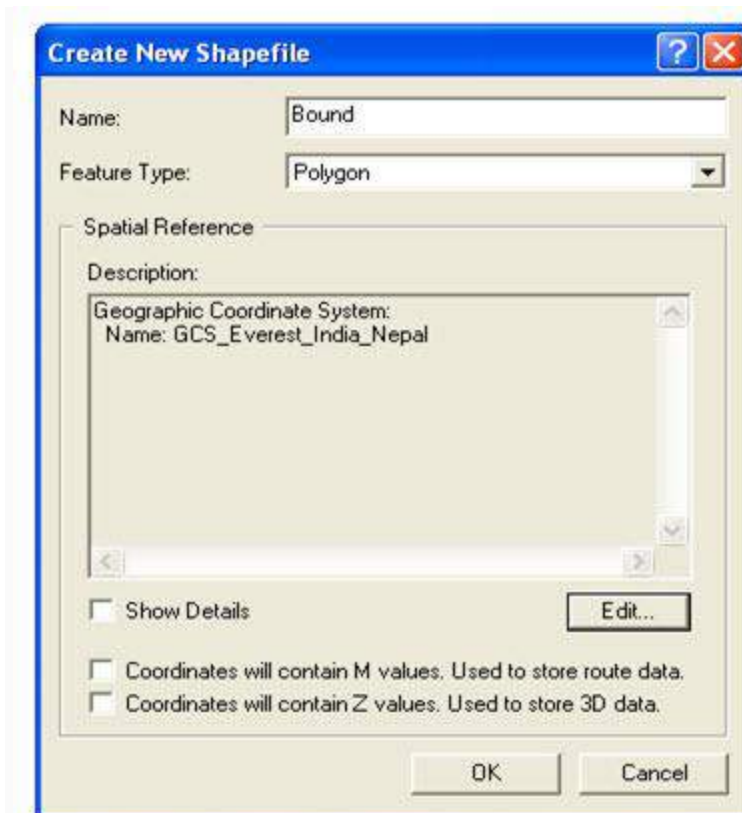 Create New Shapefile
Name: Bound
Feature Type: Polygon
Spatial Reference
Description:
Geographic Coordinate System:
Name: GCS_Everest_India_Nepal
Show Details Edit...
Coordinates will contain M values. Used to store route data.
Coordinates will contain Z values. Used to store 3D data.
OK Cancel